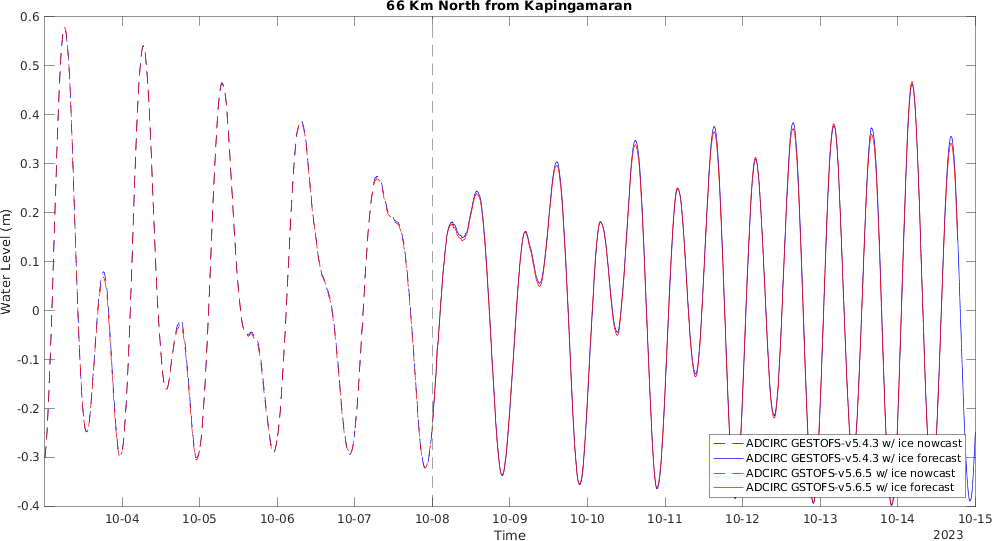 66 Km North from Kapingamaran
0.6
0.5
0.4
0.3
0.2
0.1
0
-0.1
-0.2
-0.3
-0.4
Water Level (m)
ADCIRC GESTOFS-v5.4.3 w/ ice nowcast
ADCIRC GESTOFS-v5.4.3 w/ ice forecast
ADCIRC GSTOFS-v5.6.5 w/ ice nowcast
ADCIRC GSTOFS-v5.6.5 w/ ice forecast
10-04 10-05 10-06 10-07 10-08 10-09 10-10 10-11 10-12 10-13 10-14 10-15
Time
2023